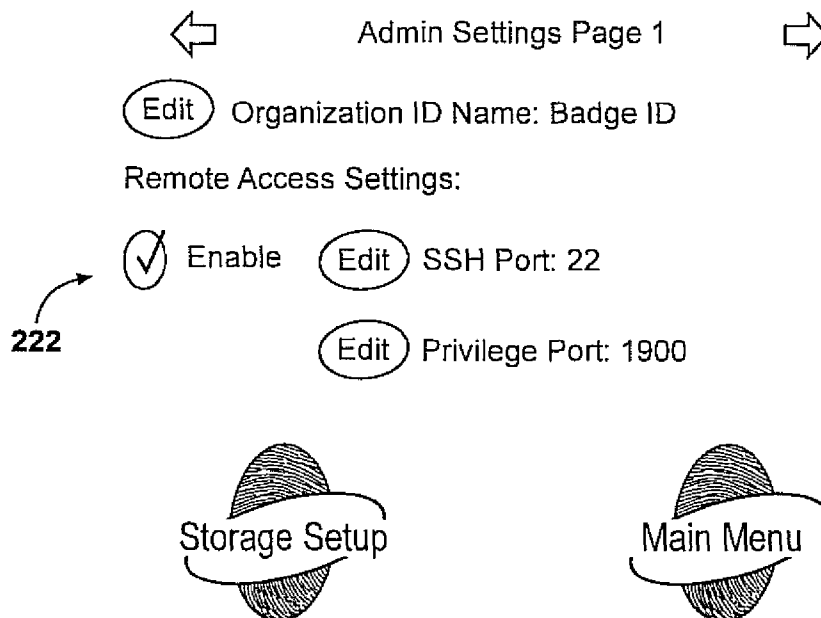 Admin Settings Page 1
Edit Organization ID Name: Badge ID
Remote Access Settings:
Enable Edit SSH Port: 22
222
Edit Privilege Port: 1900
Storage Setup Main Menu